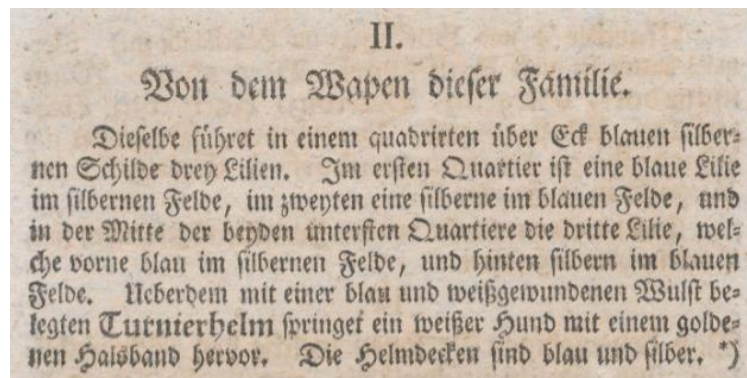 II.
Von dem Wapen dieser Familie.
Dieselbe führet in einem quadrirten über Eck blauen silber-
nen Schilde drey Lilien. Im ersten Quartier ist eine blaue Lilie
im silbernen Felde, im zweyten eine silberne im blauen Felde, und
in der Mitte der beyden untersten Quartiere die dritte Lilie, wel-
che vorne blau im silbernen Felde, und hinten silbern im blauen
Felde. Ueberdem mit einer blau und weißgewundenen Wulst be-
legten Turnierhelm springet ein weißer Hund mit einem golde-
nen Halsband hervor. Die Helmdecken sind blau und silber. *)